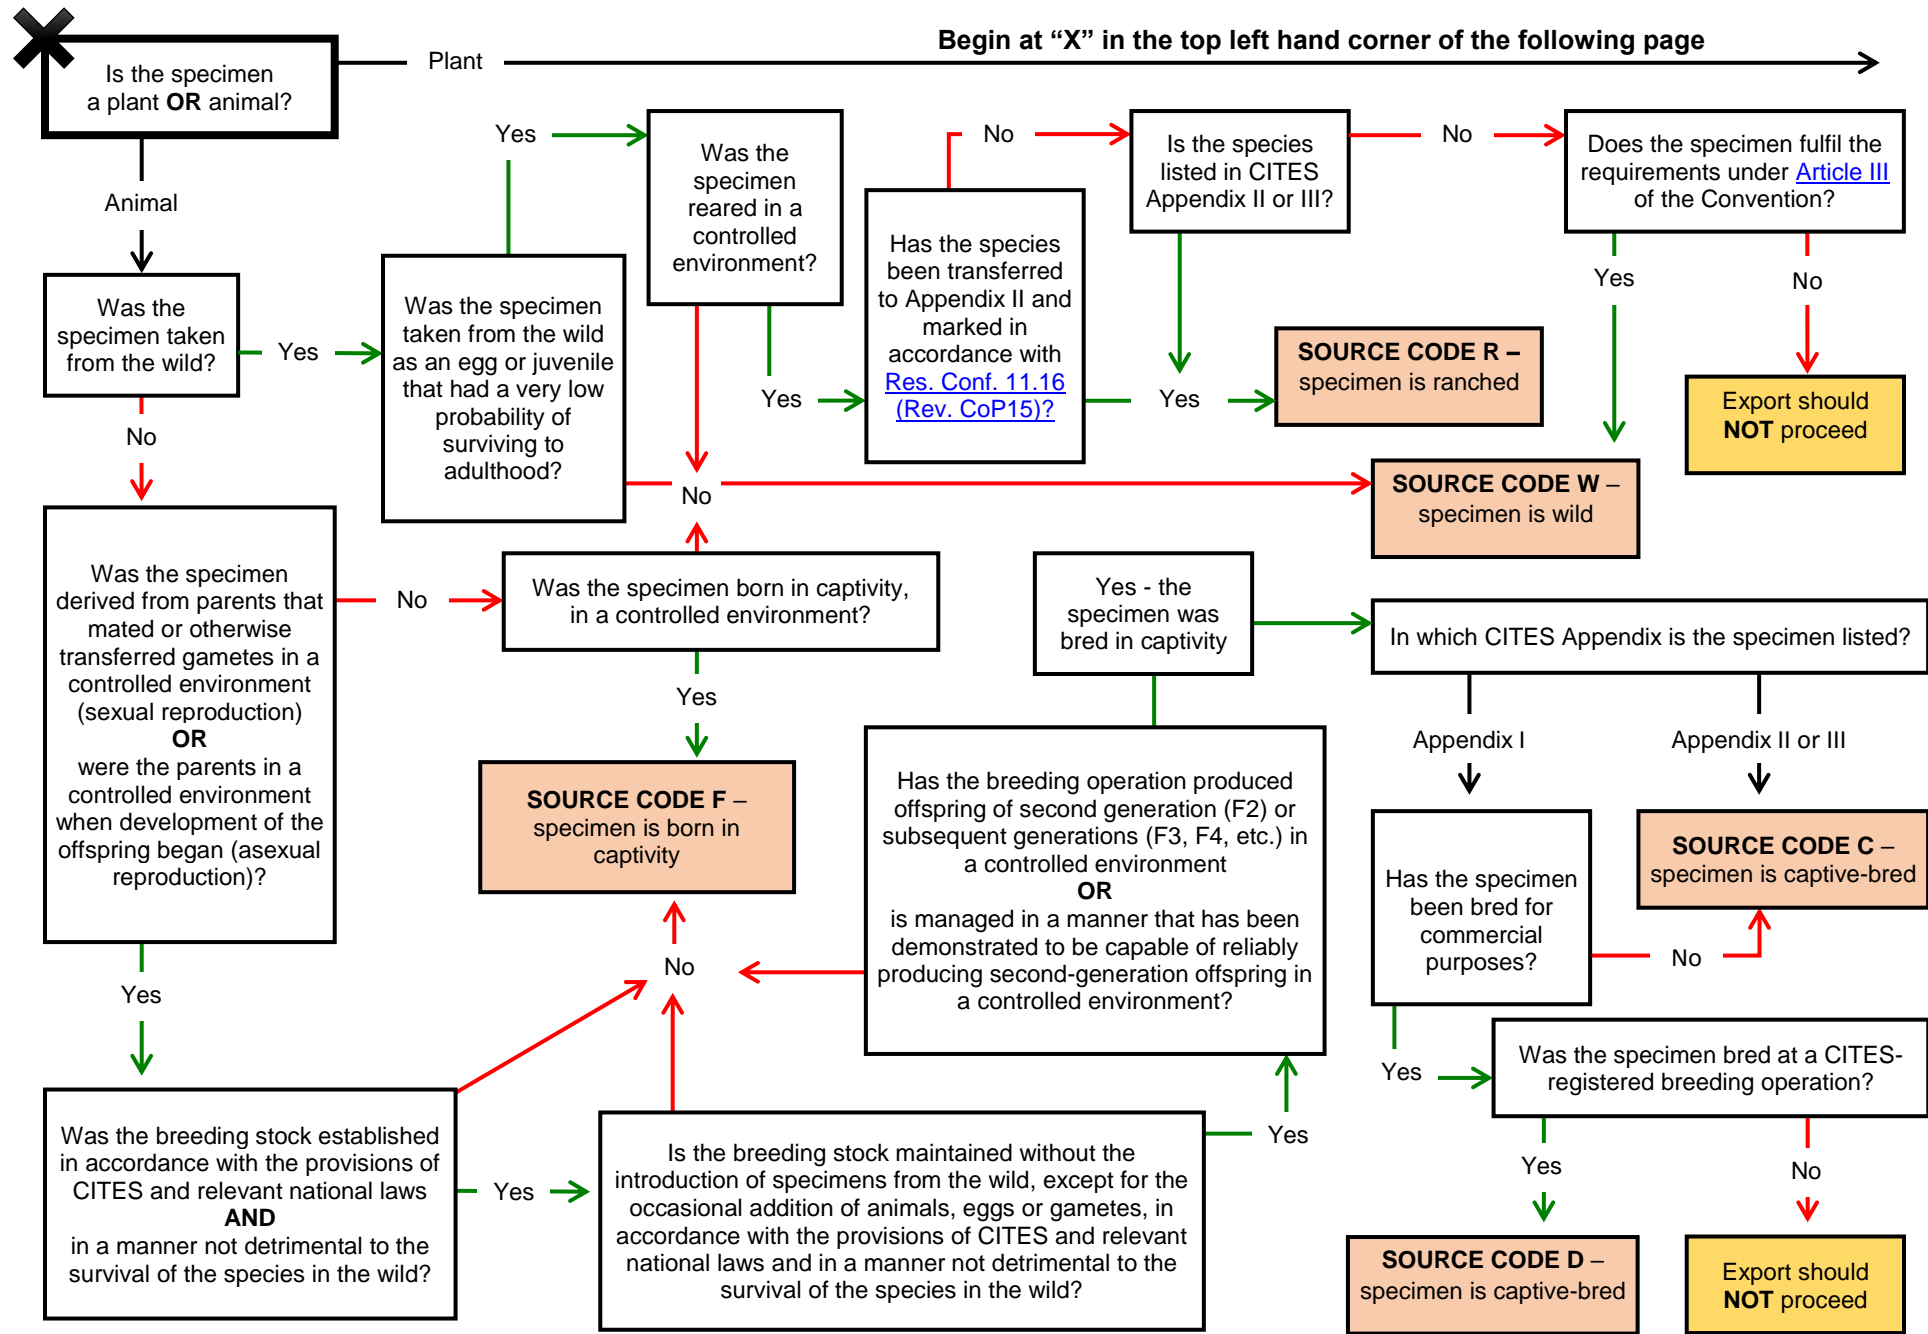 Begin at “X” in the top left hand corner of the following page
Is the specimen
a plant OR animal?
Plant
Animal
Was the
specimen taken
from the wild?
Yes
No
Was the specimen
taken from the wild
as an egg or juvenile
that had a very low
probability of
surviving to
adulthood?
Yes
Was the
specimen
reared in a
controlled
environment?
Yes
No
Has the species
been transferred
to Appendix II and
marked in
accordance with
Res. Conf. 11.16
(Rev. CoP15)?
No
Yes
Is the species
listed in CITES
Appendix II or III?
No
Does the specimen fulfil the
requirements under Article III
of the Convention?
Yes
No
SOURCE CODE R –
specimen is ranched
Export should
NOT proceed
SOURCE CODE W –
specimen is wild
Was the specimen
derived from parents that
mated or otherwise
transferred gametes in a
controlled environment
(sexual reproduction)
OR
were the parents in a
controlled environment
when development of the
offspring began (asexual
reproduction)?
No
Yes
Was the specimen born in captivity,
in a controlled environment?
Yes
SOURCE CODE F –
specimen is born in
captivity
No
Yes - the
specimen was
bred in captivity
In which CITES Appendix is the specimen listed?
Appendix I
Appendix II or III
Has the breeding operation produced
offspring of second generation (F2) or
subsequent generations (F3, F4, etc.) in
a controlled environment
OR
is managed in a manner that has been
demonstrated to be capable of reliably
producing second-generation offspring in
a controlled environment?
Has the specimen
been bred for
commercial
purposes?
No
Yes
SOURCE CODE C –
specimen is captive-bred
Was the specimen bred at a CITES-
registered breeding operation?
Yes
No
Was the breeding stock established
in accordance with the provisions of
CITES and relevant national laws
AND
in a manner not detrimental to the
survival of the species in the wild?
Yes
Is the breeding stock maintained without the
introduction of specimens from the wild, except for the
occasional addition of animals, eggs or gametes, in
accordance with the provisions of CITES and relevant
national laws and in a manner not detrimental to the
survival of the species in the wild?
Yes
SOURCE CODE D –
specimen is captive-bred
Export should
NOT proceed